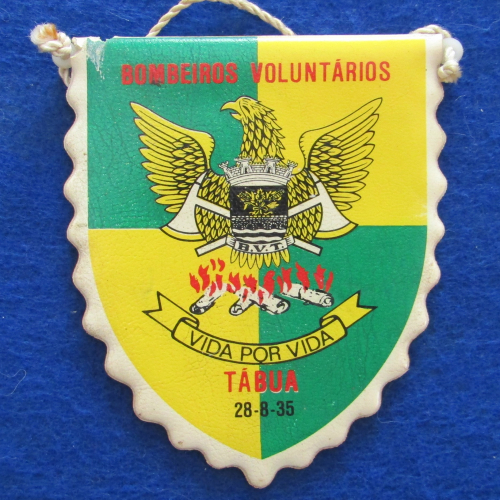 BOMBEIROS VOLUNTÁRIOS
B.V.T.
VIDA POR VIDA
TÁBUA
28-8-35